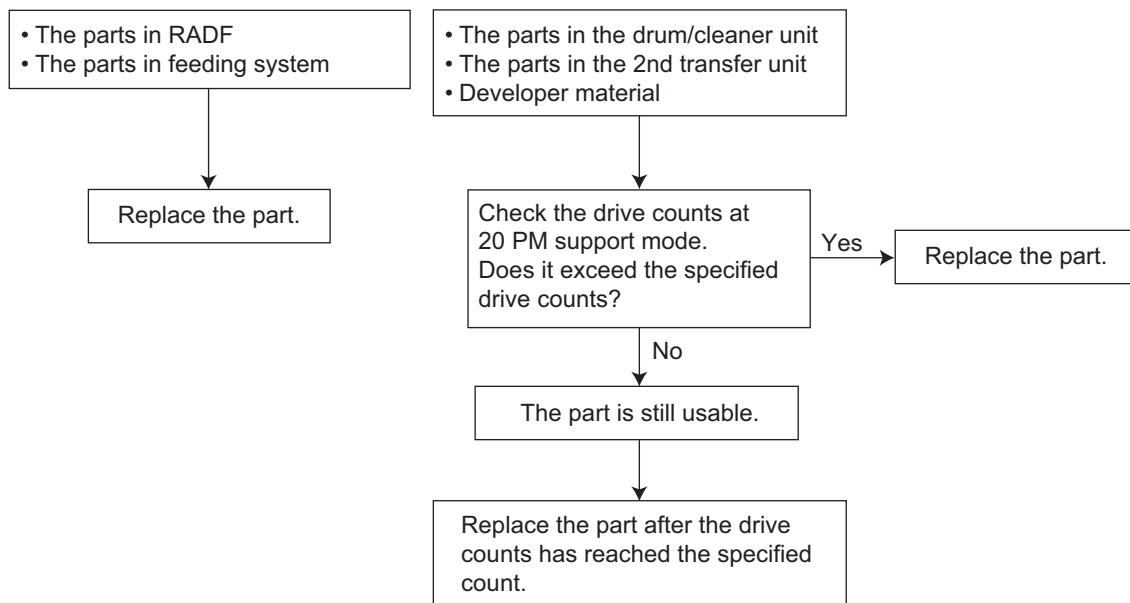 • The parts in RADF
• The parts in feeding system
Replace the part.
• The parts in the drum/cleaner unit
• The parts in the 2nd transfer unit
• Developer material
Check the drive counts at
20 PM support mode.
Does it exceed the specified
drive counts?
Yes
Replace the part.
No
The part is still usable.
Replace the part after the drive
counts has reached the specified
count.